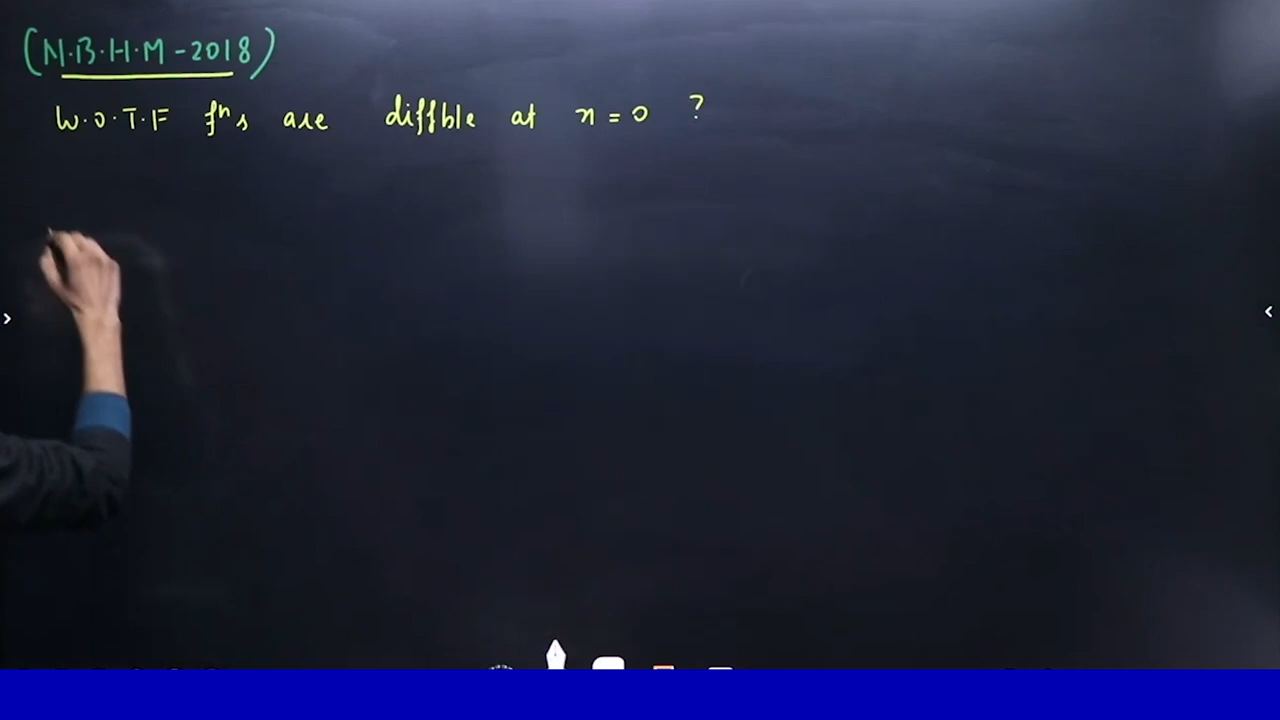 (N.B.H.M - 2018)
W.O.T.F fⁿs are diffble at x = 0 ?